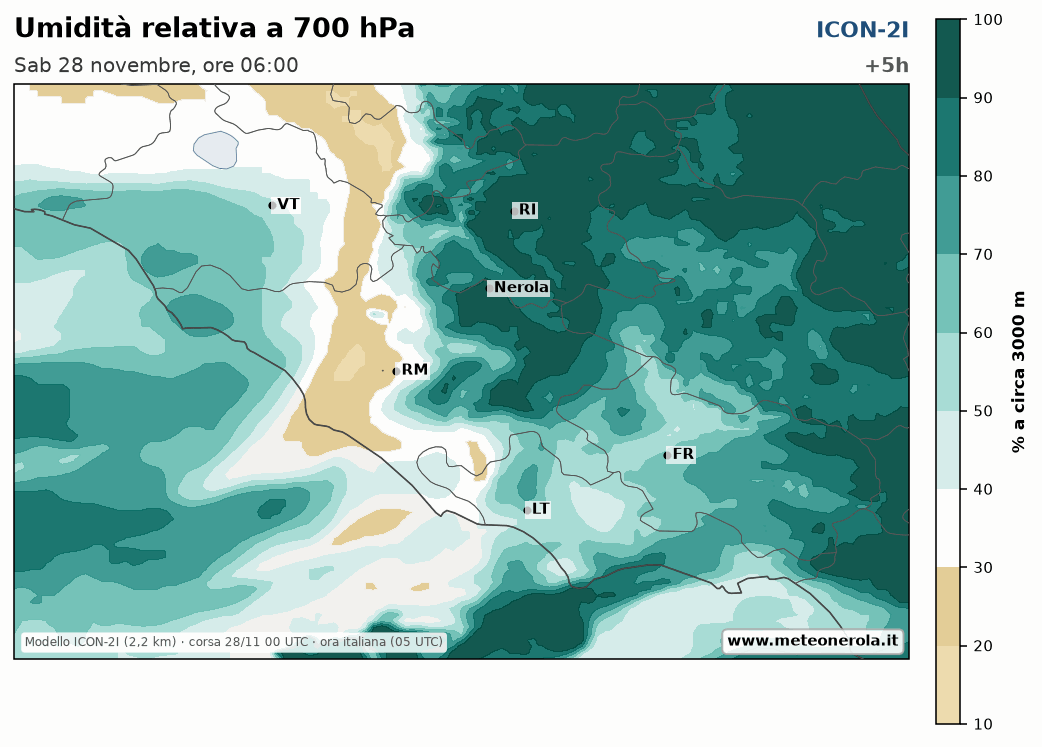 Umidità relativa a 700 hPa
ICON-2I
Sab 28 novembre, ore 06:00
+5h
VT
RI
Nerola
RM
FR
LT
Modello ICON-2I (2,2 km) · corsa 28/11 00 UTC · ora italiana (05 UTC)
www.meteonerola.it
100
90
80
70
60
50
40
30
20
10
% a circa 3000 m